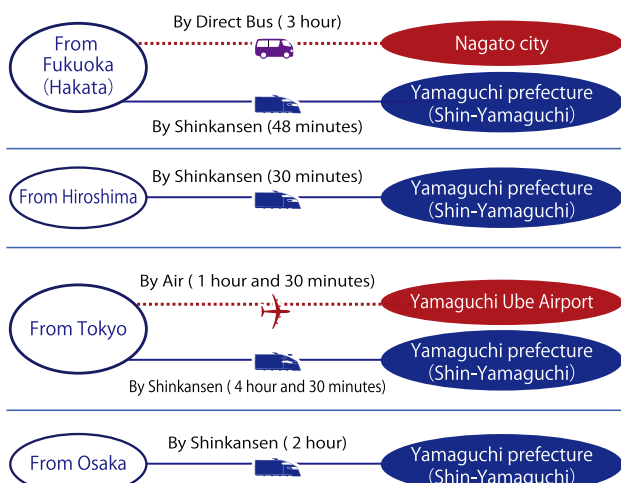 By Direct Bus ( 3 hour)
From
Fukuoka
(Hakata)
Nagato city
Yamaguchi prefecture
(Shin-Yamaguchi)
By Shinkansen (48 minutes)
From Hiroshima
By Shinkansen (30 minutes)
Yamaguchi prefecture
(Shin-Yamaguchi)
By Air ( 1 hour and 30 minutes)
From Tokyo
Yamaguchi Ube Airport
Yamaguchi prefecture
(Shin-Yamaguchi)
By Shinkansen ( 4 hour and 30 minutes)
By Shinkansen ( 2 hour)
From Osaka
Yamaguchi prefecture
(Shin-Yamaguchi)